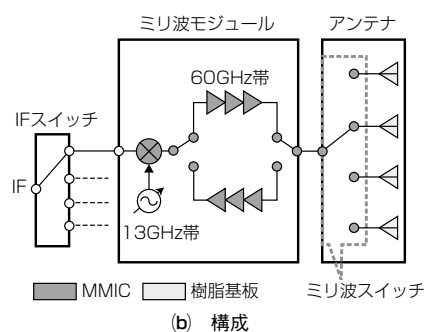 ミリ波モジュール
アンテナ
60GHz帯
IFスイッチ
IF
13GHz帯
MMIC
樹脂基板
ミリ波スイッチ
(b) 構成